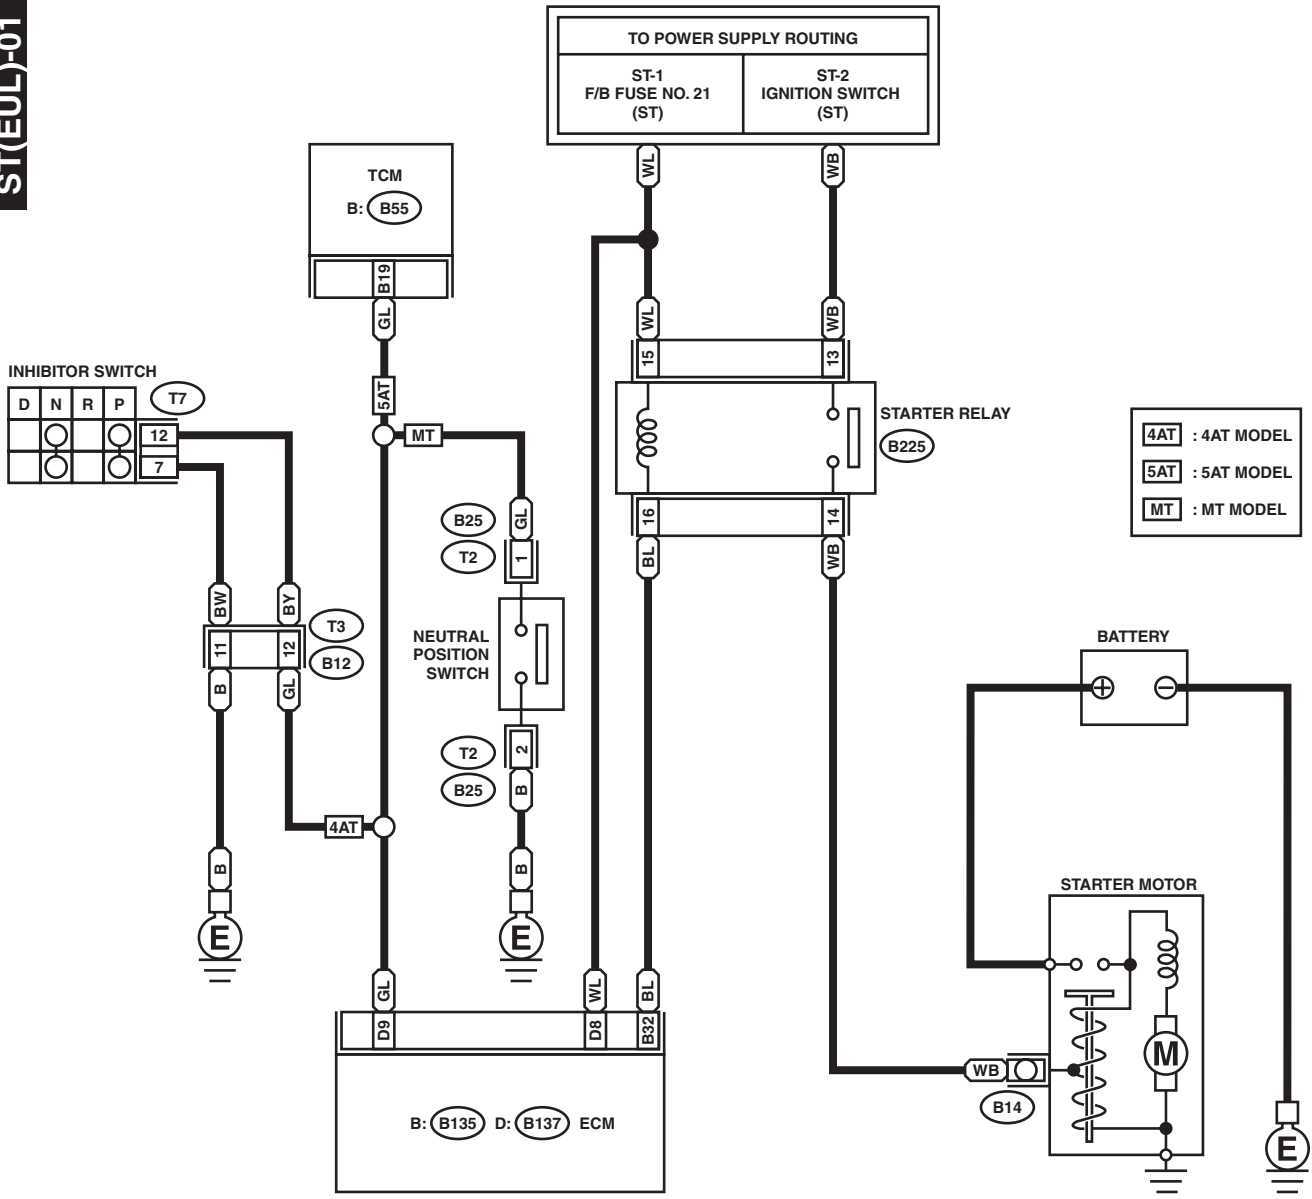 ST(EUL)-01
TO POWER SUPPLY ROUTING
ST-1
F/B FUSE NO. 21
(ST)
ST-2
IGNITION SWITCH
(ST)
WL
WB
TCM
B: B55
B19
GL
5AT
MT
WL
WB
15
13
STARTER RELAY
B225
16
14
BL
WB
INHIBITOR SWITCH
D N R P
T7
12
7
BW
BY
T3
11
12
B12
B
GL
4AT
B
E
B25
GL
T2
1
NEUTRAL
POSITION
SWITCH
T2
2
B25
B
B
E
4AT : 4AT MODEL
5AT : 5AT MODEL
MT : MT MODEL
BATTERY
+ −
STARTER MOTOR
M
WB
B14
E
GL
WL
BL
D9
D8
B32
B: B135 D: B137 ECM